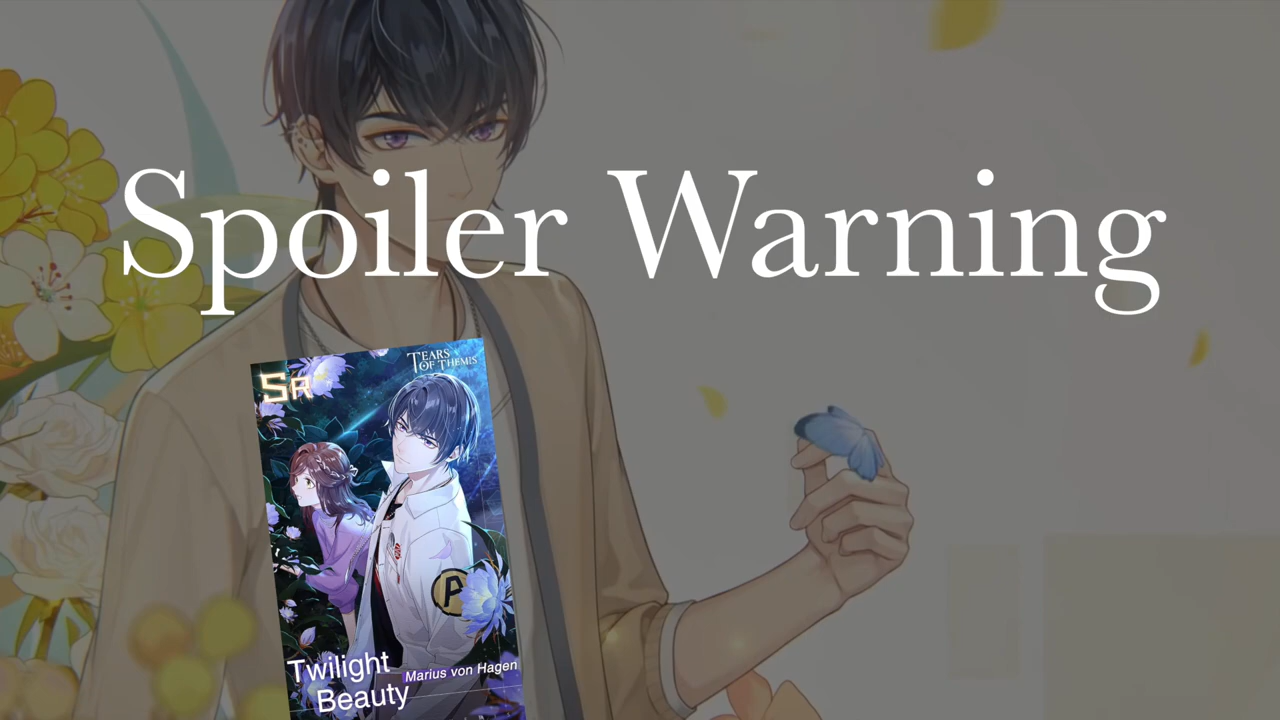 Spoiler Warning
SR
TEARS
OF THEMIS
A
Twilight
Beauty
Marius von Hagen